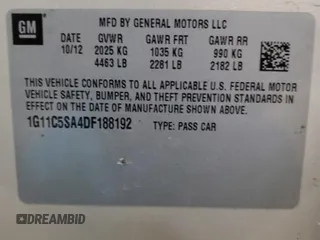 GM
MFD BY GENERAL MOTORS LLC
DATE GVWR GAWR FRT GAWR RR
10/12 2025 KG 1035 KG 990 KG
4463 LB 2281 LB 2182 LB
THIS VEHICLE CONFORMS TO ALL APPLICABLE U.S. FEDERAL MOTOR
VEHICLE SAFETY, BUMPER, AND THEFT PREVENTION STANDARDS IN
EFFECT ON THE DATE OF MANUFACTURE SHOWN ABOVE.
1G11C5SA4DF188192 TYPE: PASS CAR
DREAMBID